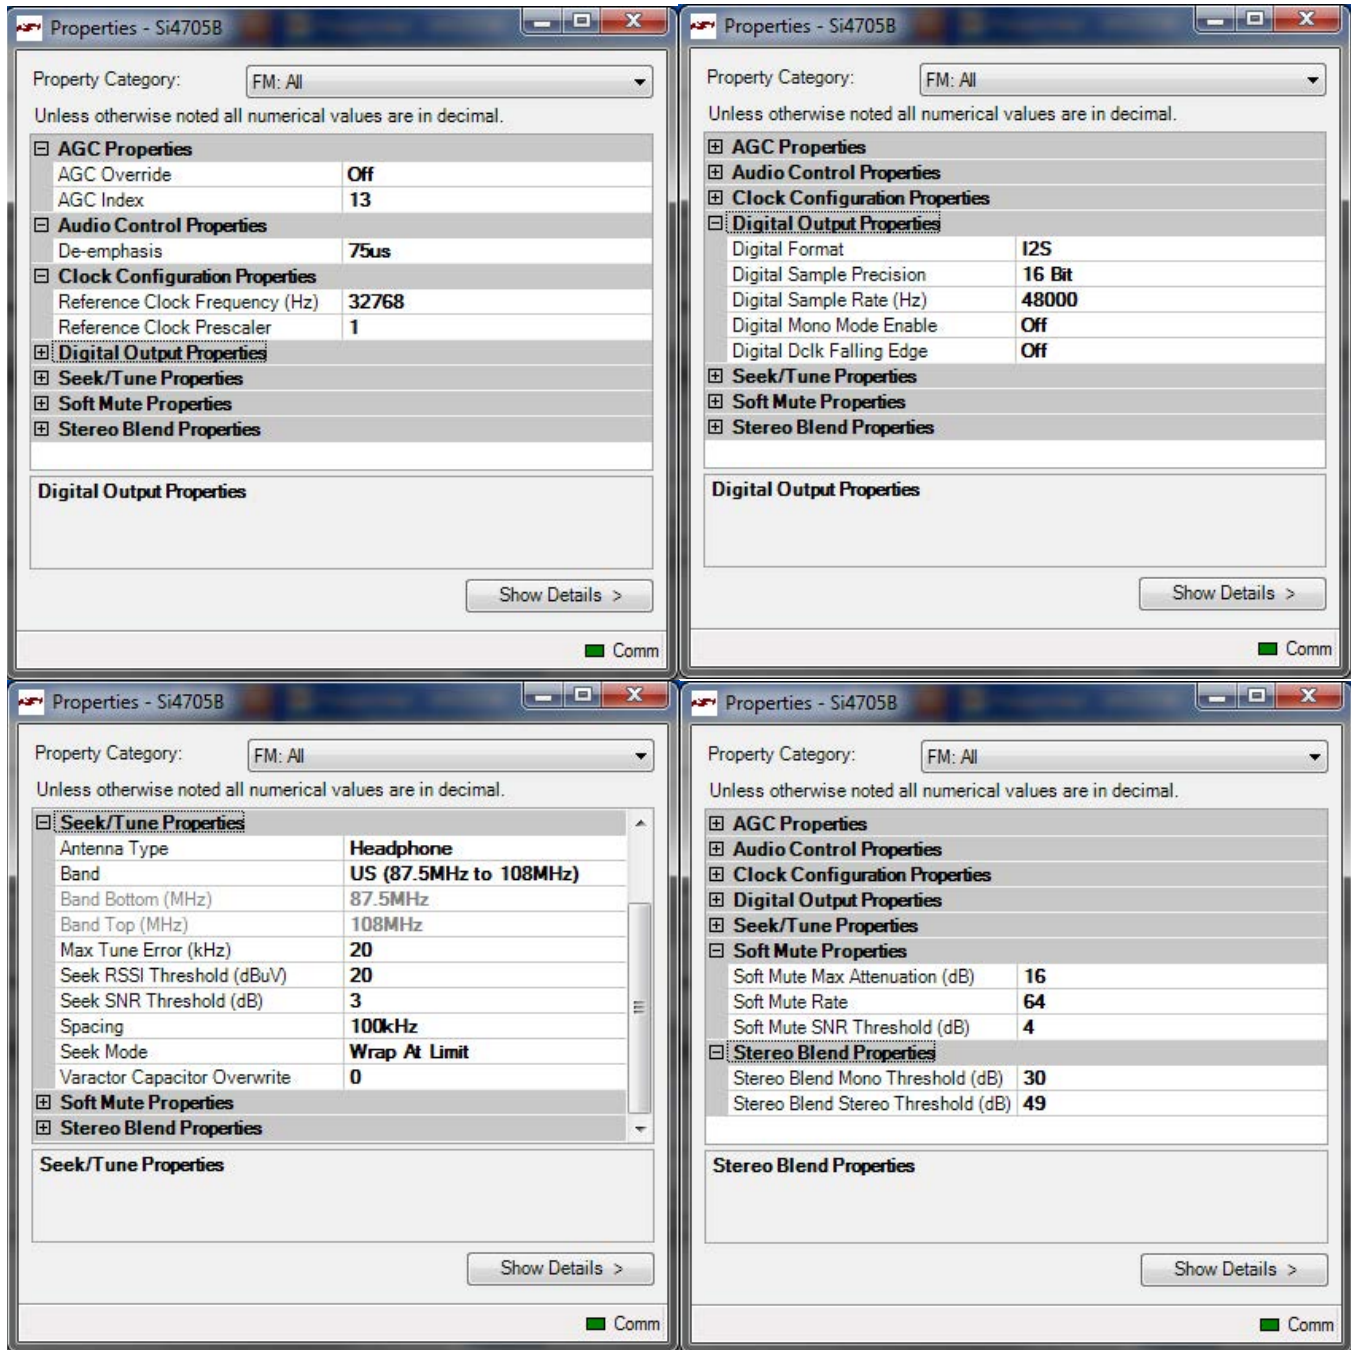 Properties - Si4705B
Property Category: FM: All
Unless otherwise noted all numerical values are in decimal.
AGC Properties
AGC Override Off
AGC Index 13
Audio Control Properties
De-emphasis 75us
Clock Configuration Properties
Reference Clock Frequency (Hz) 32768
Reference Clock Prescaler 1
Digital Output Properties
Seek/Tune Properties
Soft Mute Properties
Stereo Blend Properties
Digital Output Properties
Show Details >
Comm
Properties - Si4705B
Property Category: FM: All
Unless otherwise noted all numerical values are in decimal.
AGC Properties
Audio Control Properties
Clock Configuration Properties
Digital Output Properties
Digital Format I2S
Digital Sample Precision 16 Bit
Digital Sample Rate (Hz) 48000
Digital Mono Mode Enable Off
Digital Dclk Falling Edge Off
Seek/Tune Properties
Soft Mute Properties
Stereo Blend Properties
Digital Output Properties
Show Details >
Comm
Properties - Si4705B
Property Category: FM: All
Unless otherwise noted all numerical values are in decimal.
Seek/Tune Properties
Antenna Type Headphone
Band US (87.5MHz to 108MHz)
Band Bottom (MHz) 87.5MHz
Band Top (MHz) 108MHz
Max Tune Error (kHz) 20
Seek RSSI Threshold (dBuV) 20
Seek SNR Threshold (dB) 3
Spacing 100kHz
Seek Mode Wrap At Limit
Varactor Capacitor Overwrite 0
Soft Mute Properties
Stereo Blend Properties
Seek/Tune Properties
Show Details >
Comm
Properties - Si4705B
Property Category: FM: All
Unless otherwise noted all numerical values are in decimal.
AGC Properties
Audio Control Properties
Clock Configuration Properties
Digital Output Properties
Seek/Tune Properties
Soft Mute Properties
Soft Mute Max Attenuation (dB) 16
Soft Mute Rate 64
Soft Mute SNR Threshold (dB) 4
Stereo Blend Properties
Stereo Blend Mono Threshold (dB) 30
Stereo Blend Stereo Threshold (dB) 49
Stereo Blend Properties
Show Details >
Comm